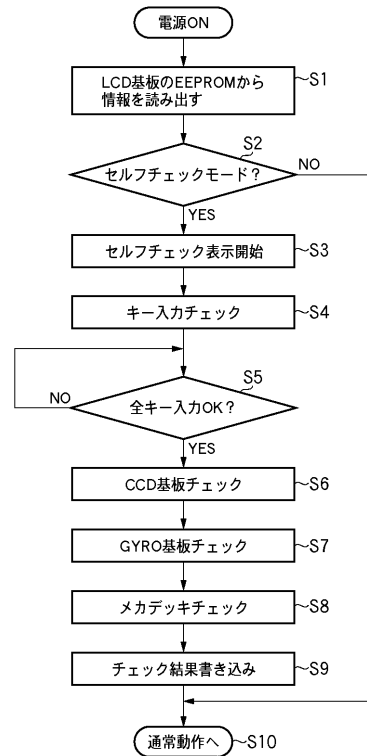 電源ON
LCD基板のEEPROMから
情報を読み出す
S1
セルフチェックモード？
S2
NO
YES
セルフチェック表示開始
S3
キー入力チェック
S4
全キー入力OK？
S5
NO
YES
CCD基板チェック
S6
GYRO基板チェック
S7
メカデッキチェック
S8
チェック結果書き込み
S9
通常動作へ
S10